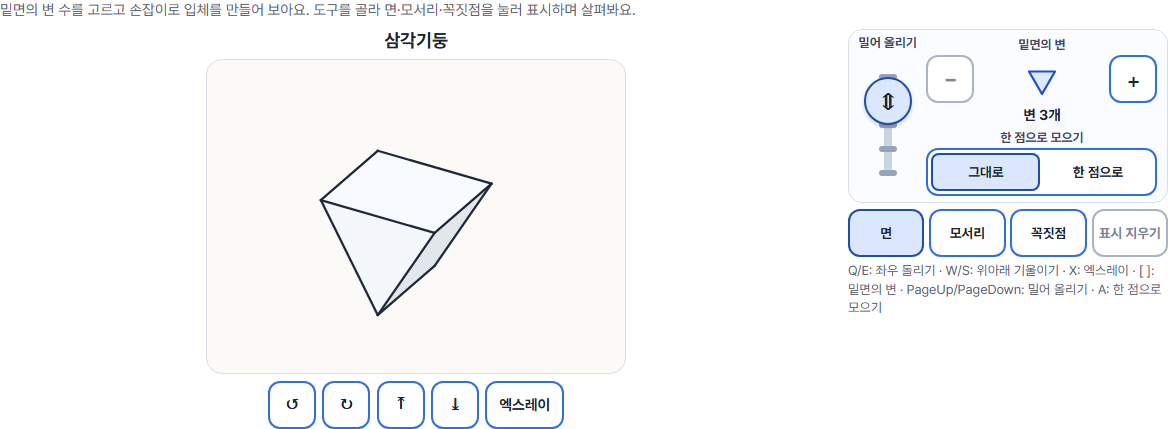 밑면의 변 수를 고르고 손잡이로 입체를 만들어 보아요. 도구를 골라 면·모서리·꼭짓점을 눌러 표시하며 살펴봐요.
삼각기둥
밀어 올리기
밑면의 변
−
+
변 3개
한 점으로 모으기
그대로
한 점으로
면
모서리
꼭짓점
표시 지우기
Q/E: 좌우 돌리기 · W/S: 위아래 기울이기 · X: 엑스레이 · [ ]:
밑면의 변 · PageUp/PageDown: 밀어 올리기 · A: 한 점으로
모으기
엑스레이